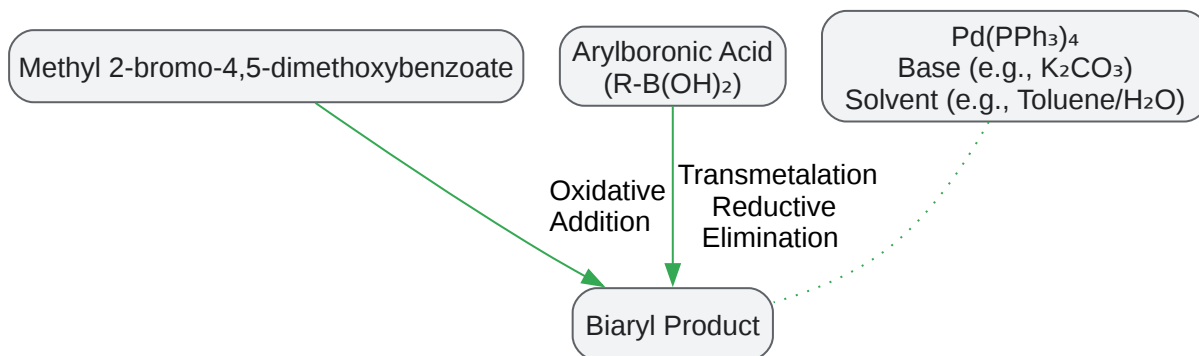 Methyl 2-bromo-4,5-dimethoxybenzoate
Arylboronic Acid
(R-B(OH)₂)
Pd(PPh₃)₄
Base (e.g., K₂CO₃)
Solvent (e.g., Toluene/H₂O)
Oxidative
Addition
Transmetalation
Reductive
Elimination
Biaryl Product